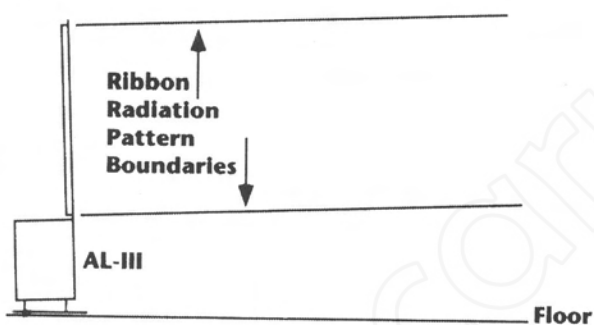 Ribbon
Radiation
Pattern
Boundaries
AL-III
Floor